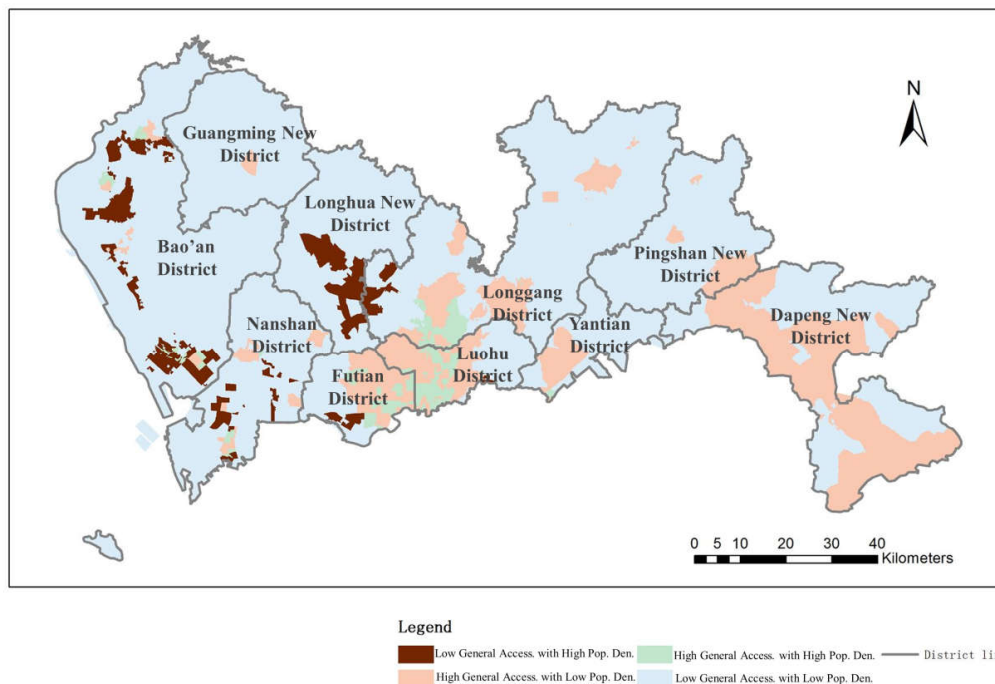 N
Guangming New
District
Longhua New
District
Bao'an
District
Pingshan New
District
Longgang
District
Nanshan
District
Yantian
District
Dapeng New
District
Luohu
District
Futian
District
0 5 10 20 30 40
Kilometers
Legend
Low General Access. with High Pop. Den. High General Access. with High Pop. Den. District li
High General Access. with Low Pop. Den. Low General Access. with Low Pop. Den.